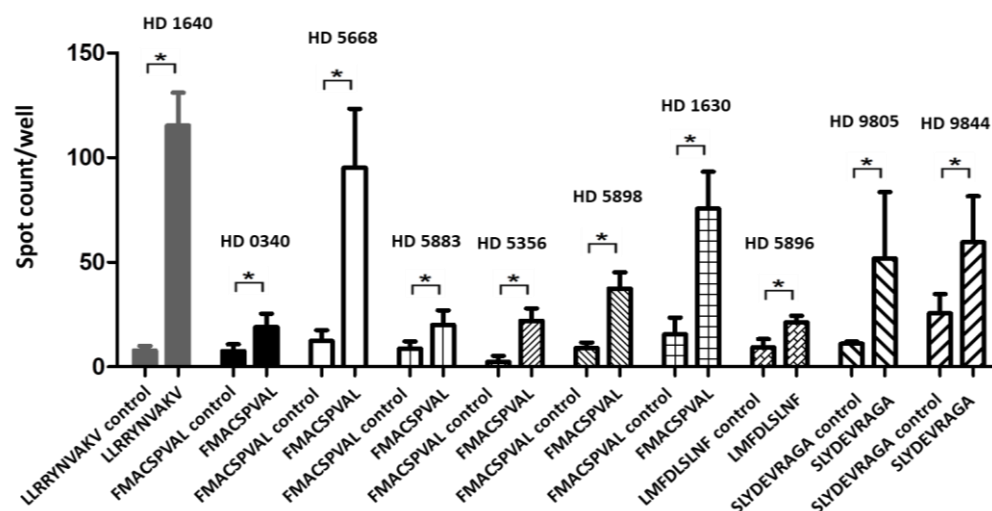 HD 1640
HD 5668
HD 1630
HD 9805
HD 9844
HD 5898
HD 0340
HD 5883
HD 5356
HD 5896
*
*
*
*
*
*
*
*
*
*
Spot count/well
150
100
50
0
LLRRYNVAKV control
LLRRYNVAKV
FMACSPVAL control
FMACSPVAL
FMACSPVAL control
FMACSPVAL
FMACSPVAL control
FMACSPVAL
FMACSPVAL control
FMACSPVAL
FMACSPVAL control
FMACSPVAL
FMACSPVAL control
FMACSPVAL
LMFDLSLNF control
LMFDLSLNF
SLYDEVRAGA control
SLYDEVRAGA
SLYDEVRAGA control
SLYDEVRAGA